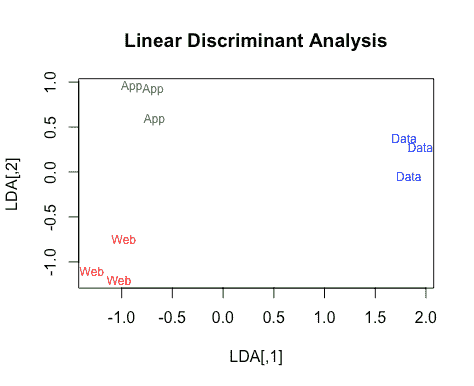 Linear Discriminant Analysis
LDA[,2]
1.0
0.5
0.0
-0.5
-1.0
App App
App
Data
Data
Data
Web
Web
Web
-1.0 -0.5 0.0 0.5 1.0 1.5 2.0
LDA[,1]